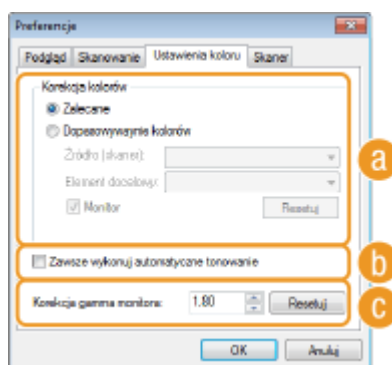 Preferencje
Podgląd Skanowanie Ustawienia koloru Skaner
Korekcja kolorów
Zalecane
Dopasowywaynie kolorów
Źródło (skaner):
Element docelowy:
Monitor Resetuj
a
Zawsze wykonuj automatyczne tonowanie
b
Korekcja gamma monitora: 1.80 Resetuj
c
OK Anuluj